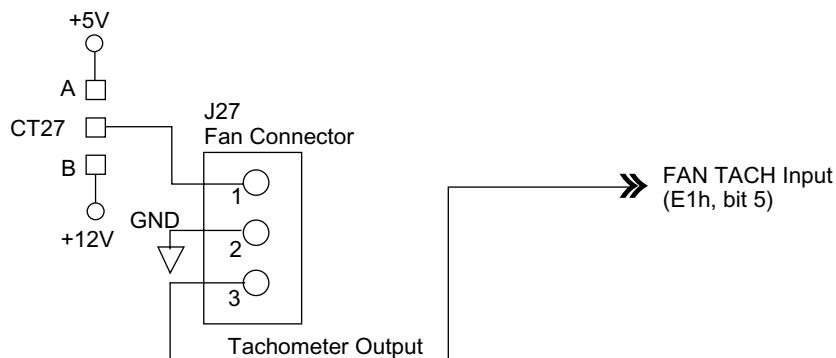 +5V
A
CT27
B
+12V
J27
Fan Connector
1
GND
2
3
Tachometer Output
FAN TACH Input
(E1h, bit 5)